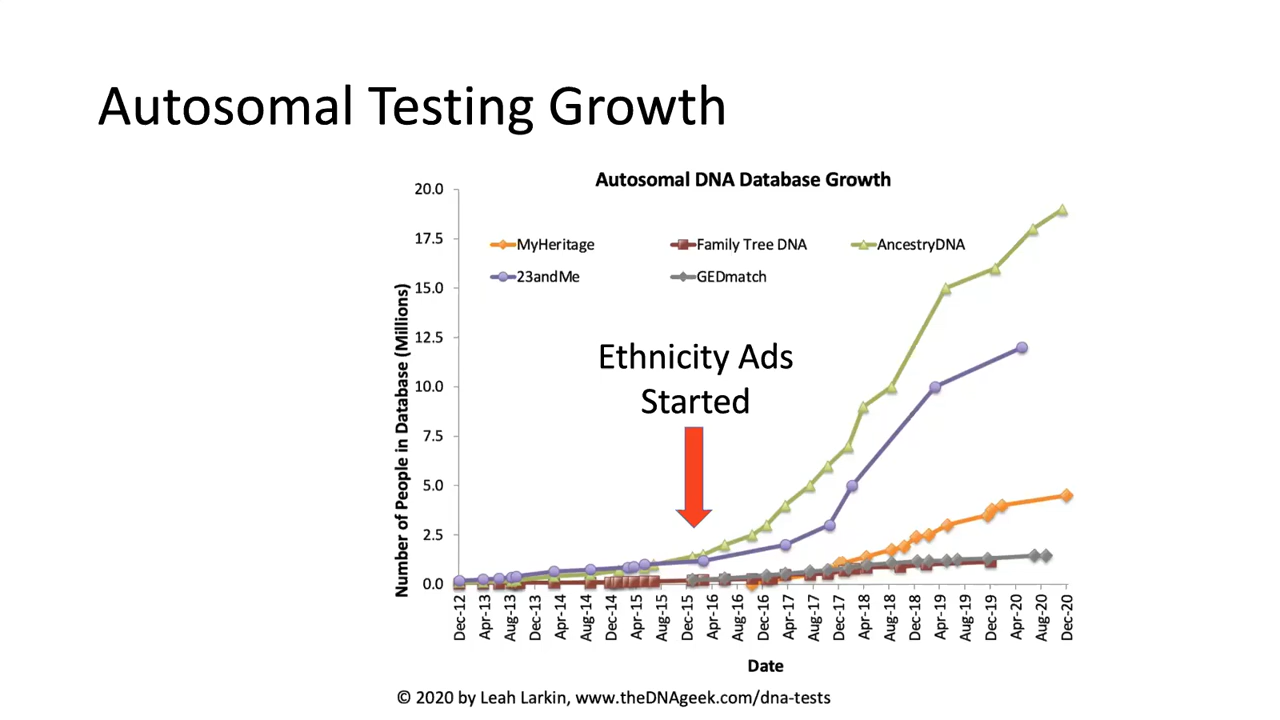 Autosomal Testing Growth
Autosomal DNA Database Growth
20.0
17.5
15.0
12.5
10.0
7.5
5.0
2.5
0.0
Number of People in Database (Millions)
MyHeritage
Family Tree DNA
AncestryDNA
23andMe
GEDmatch
Ethnicity Ads
Started
Dec-12
Apr-13
Aug-13
Dec-13
Apr-14
Aug-14
Dec-14
Apr-15
Aug-15
Dec-15
Apr-16
Aug-16
Dec-16
Apr-17
Aug-17
Dec-17
Apr-18
Aug-18
Dec-18
Apr-19
Aug-19
Dec-19
Apr-20
Aug-20
Dec-20
Date
© 2020 by Leah Larkin, www.theDNAgeek.com/dna-tests